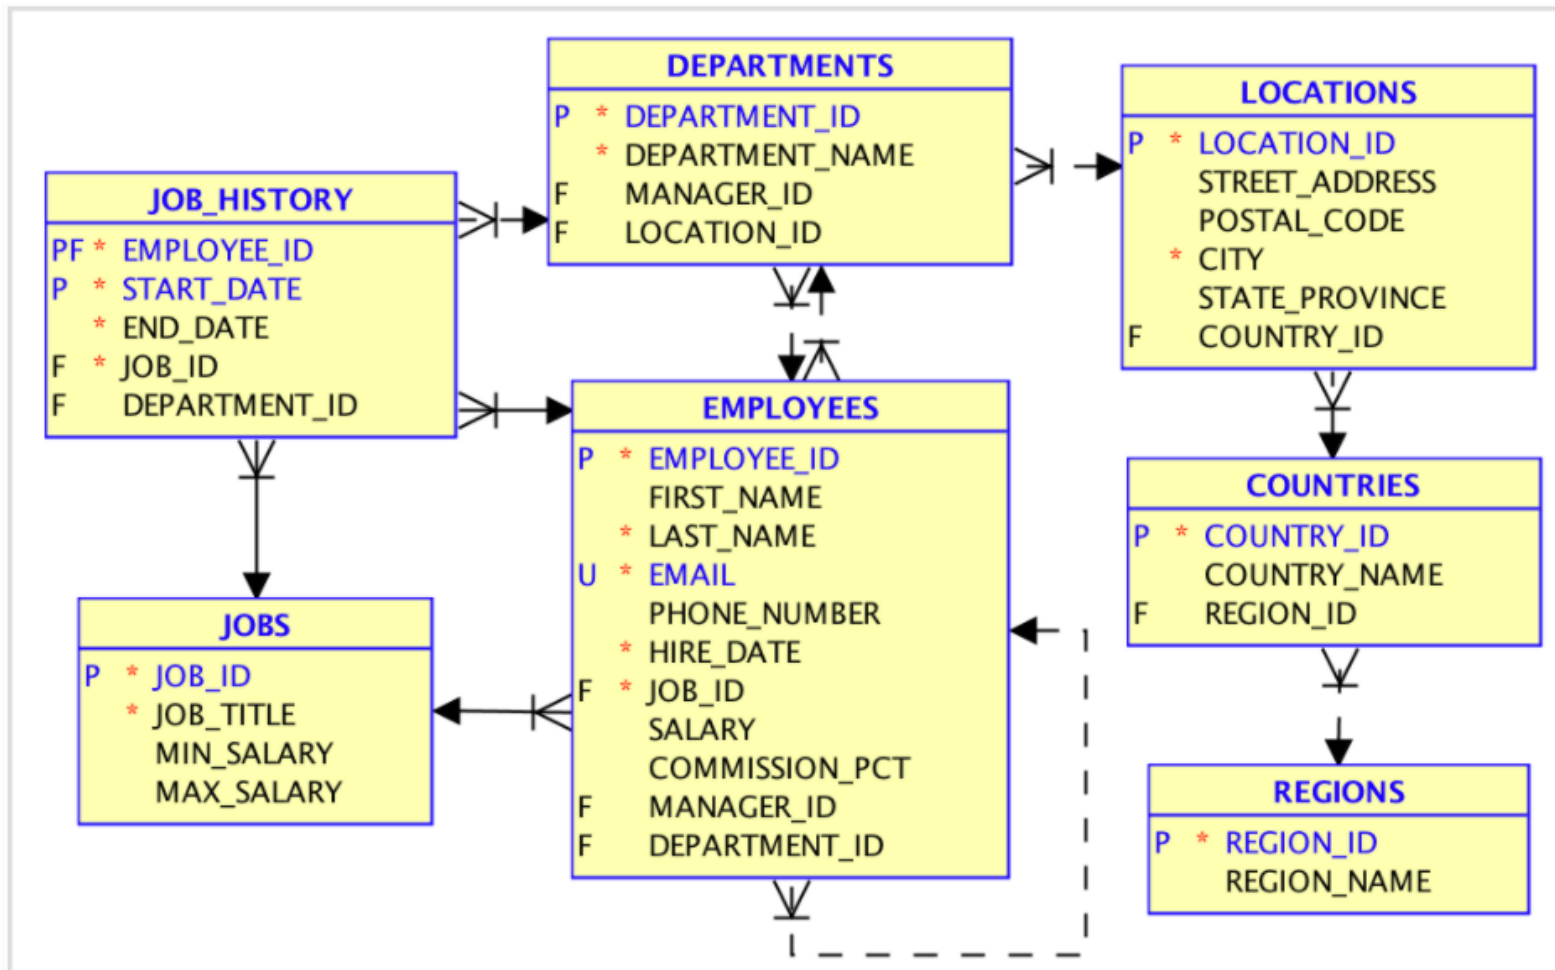 DEPARTMENTS
P * DEPARTMENT_ID
* DEPARTMENT_NAME
F MANAGER_ID
F LOCATION_ID
LOCATIONS
P * LOCATION_ID
STREET_ADDRESS
POSTAL_CODE
* CITY
STATE_PROVINCE
F COUNTRY_ID
JOB_HISTORY
PF * EMPLOYEE_ID
P * START_DATE
* END_DATE
F * JOB_ID
F DEPARTMENT_ID
EMPLOYEES
P * EMPLOYEE_ID
FIRST_NAME
* LAST_NAME
U * EMAIL
PHONE_NUMBER
* HIRE_DATE
F * JOB_ID
SALARY
COMMISSION_PCT
F MANAGER_ID
F DEPARTMENT_ID
COUNTRIES
P * COUNTRY_ID
COUNTRY_NAME
F REGION_ID
JOBS
P * JOB_ID
* JOB_TITLE
MIN_SALARY
MAX_SALARY
REGIONS
P * REGION_ID
REGION_NAME